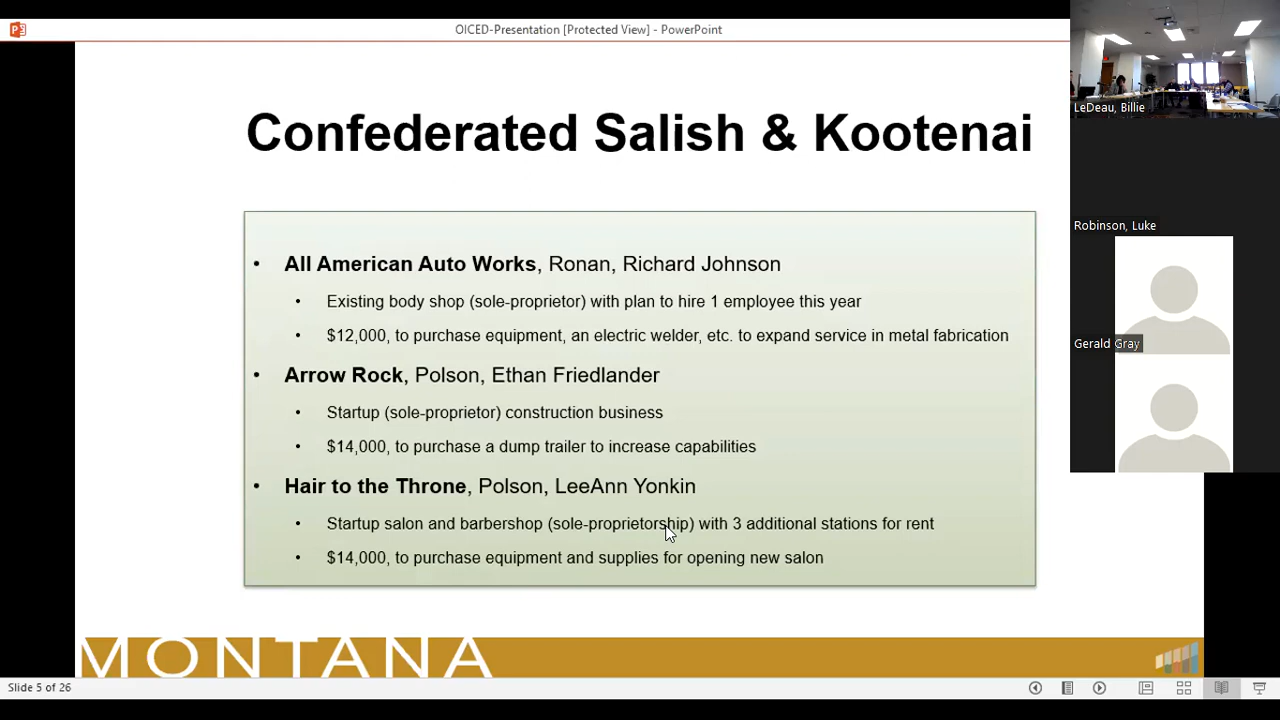 OICED-Presentation [Protected View] - PowerPoint
LeDeau, Billie
Confederated Salish & Kootenai
Robinson, Luke
• All American Auto Works, Ronan, Richard Johnson
• Existing body shop (sole-proprietor) with plan to hire 1 employee this year
• $12,000, to purchase equipment, an electric welder, etc. to expand service in metal fabrication
Gerald Gray
• Arrow Rock, Polson, Ethan Friedlander
• Startup (sole-proprietor) construction business
• $14,000, to purchase a dump trailer to increase capabilities
• Hair to the Throne, Polson, LeeAnn Yonkin
• Startup salon and barbershop (sole-proprietorship) with 3 additional stations for rent
• $14,000, to purchase equipment and supplies for opening new salon
MONTANA
Slide 5 of 26